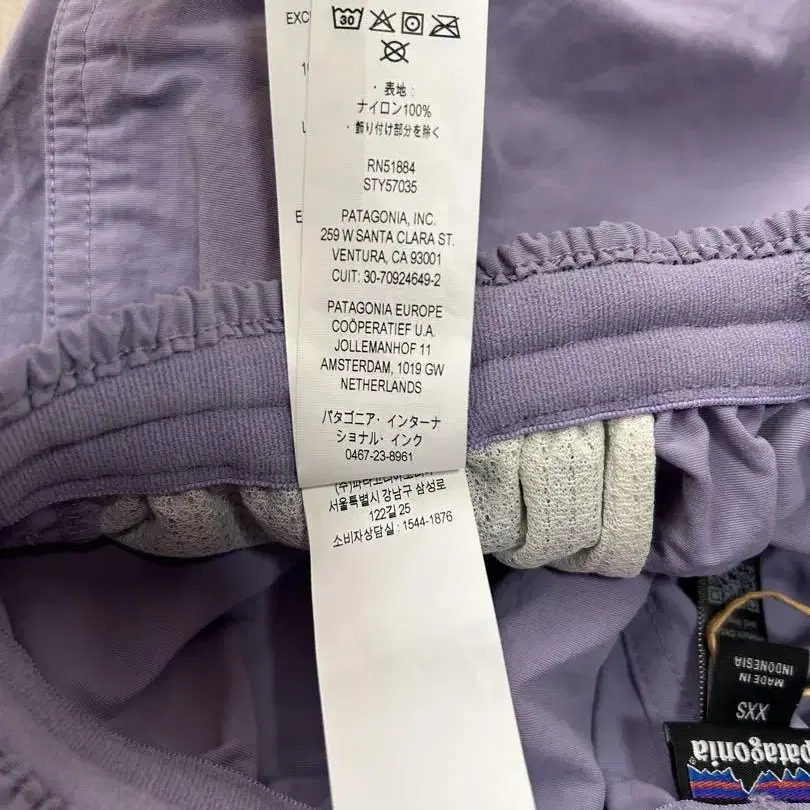 EXC
30
・表地:
ナイロン100%
・飾り付け部分を除く
RN51884
STY57035
PATAGONIA, INC.
259 W SANTA CLARA ST.
VENTURA, CA 93001
CUIT: 30-70924649-2
PATAGONIA EUROPE
COÖPERATIEF U.A.
JOLLEMANHOF 11
AMSTERDAM, 1019 GW
NETHERLANDS
パタゴニア・インターナ
ショナル・インク
0467-23-8961
서울특별시 강남구 삼성로
122길 25
소비자상담실 : 1544-1876
MADE IN
INDONESIA
XXS
patagonia®